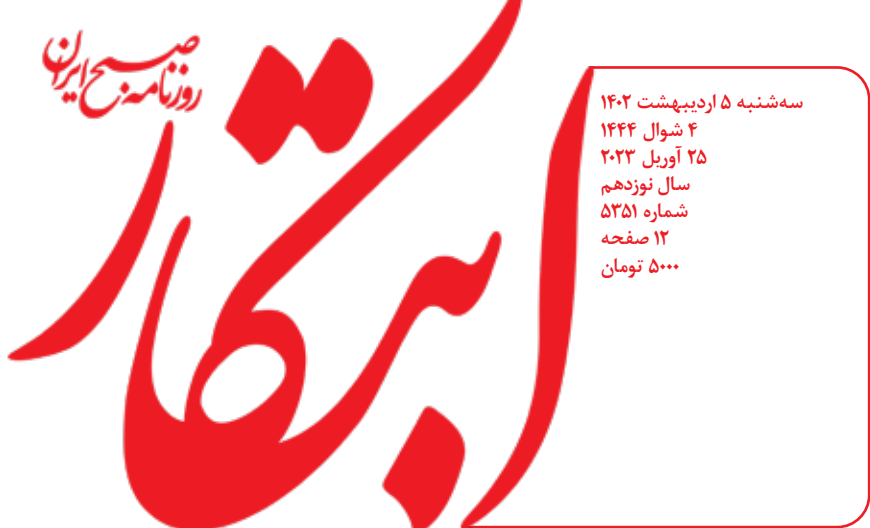 ابتکار
روزنامه صبح ایران
سه‌شنبه ۵ اردیبهشت ۱۴۰۲
۴ شوال ۱۴۴۴
۲۵ آوریل ۲۰۲۳
سال نوزدهم
شماره ۵۳۵۱
۱۲ صفحه
۵۰۰۰ تومان